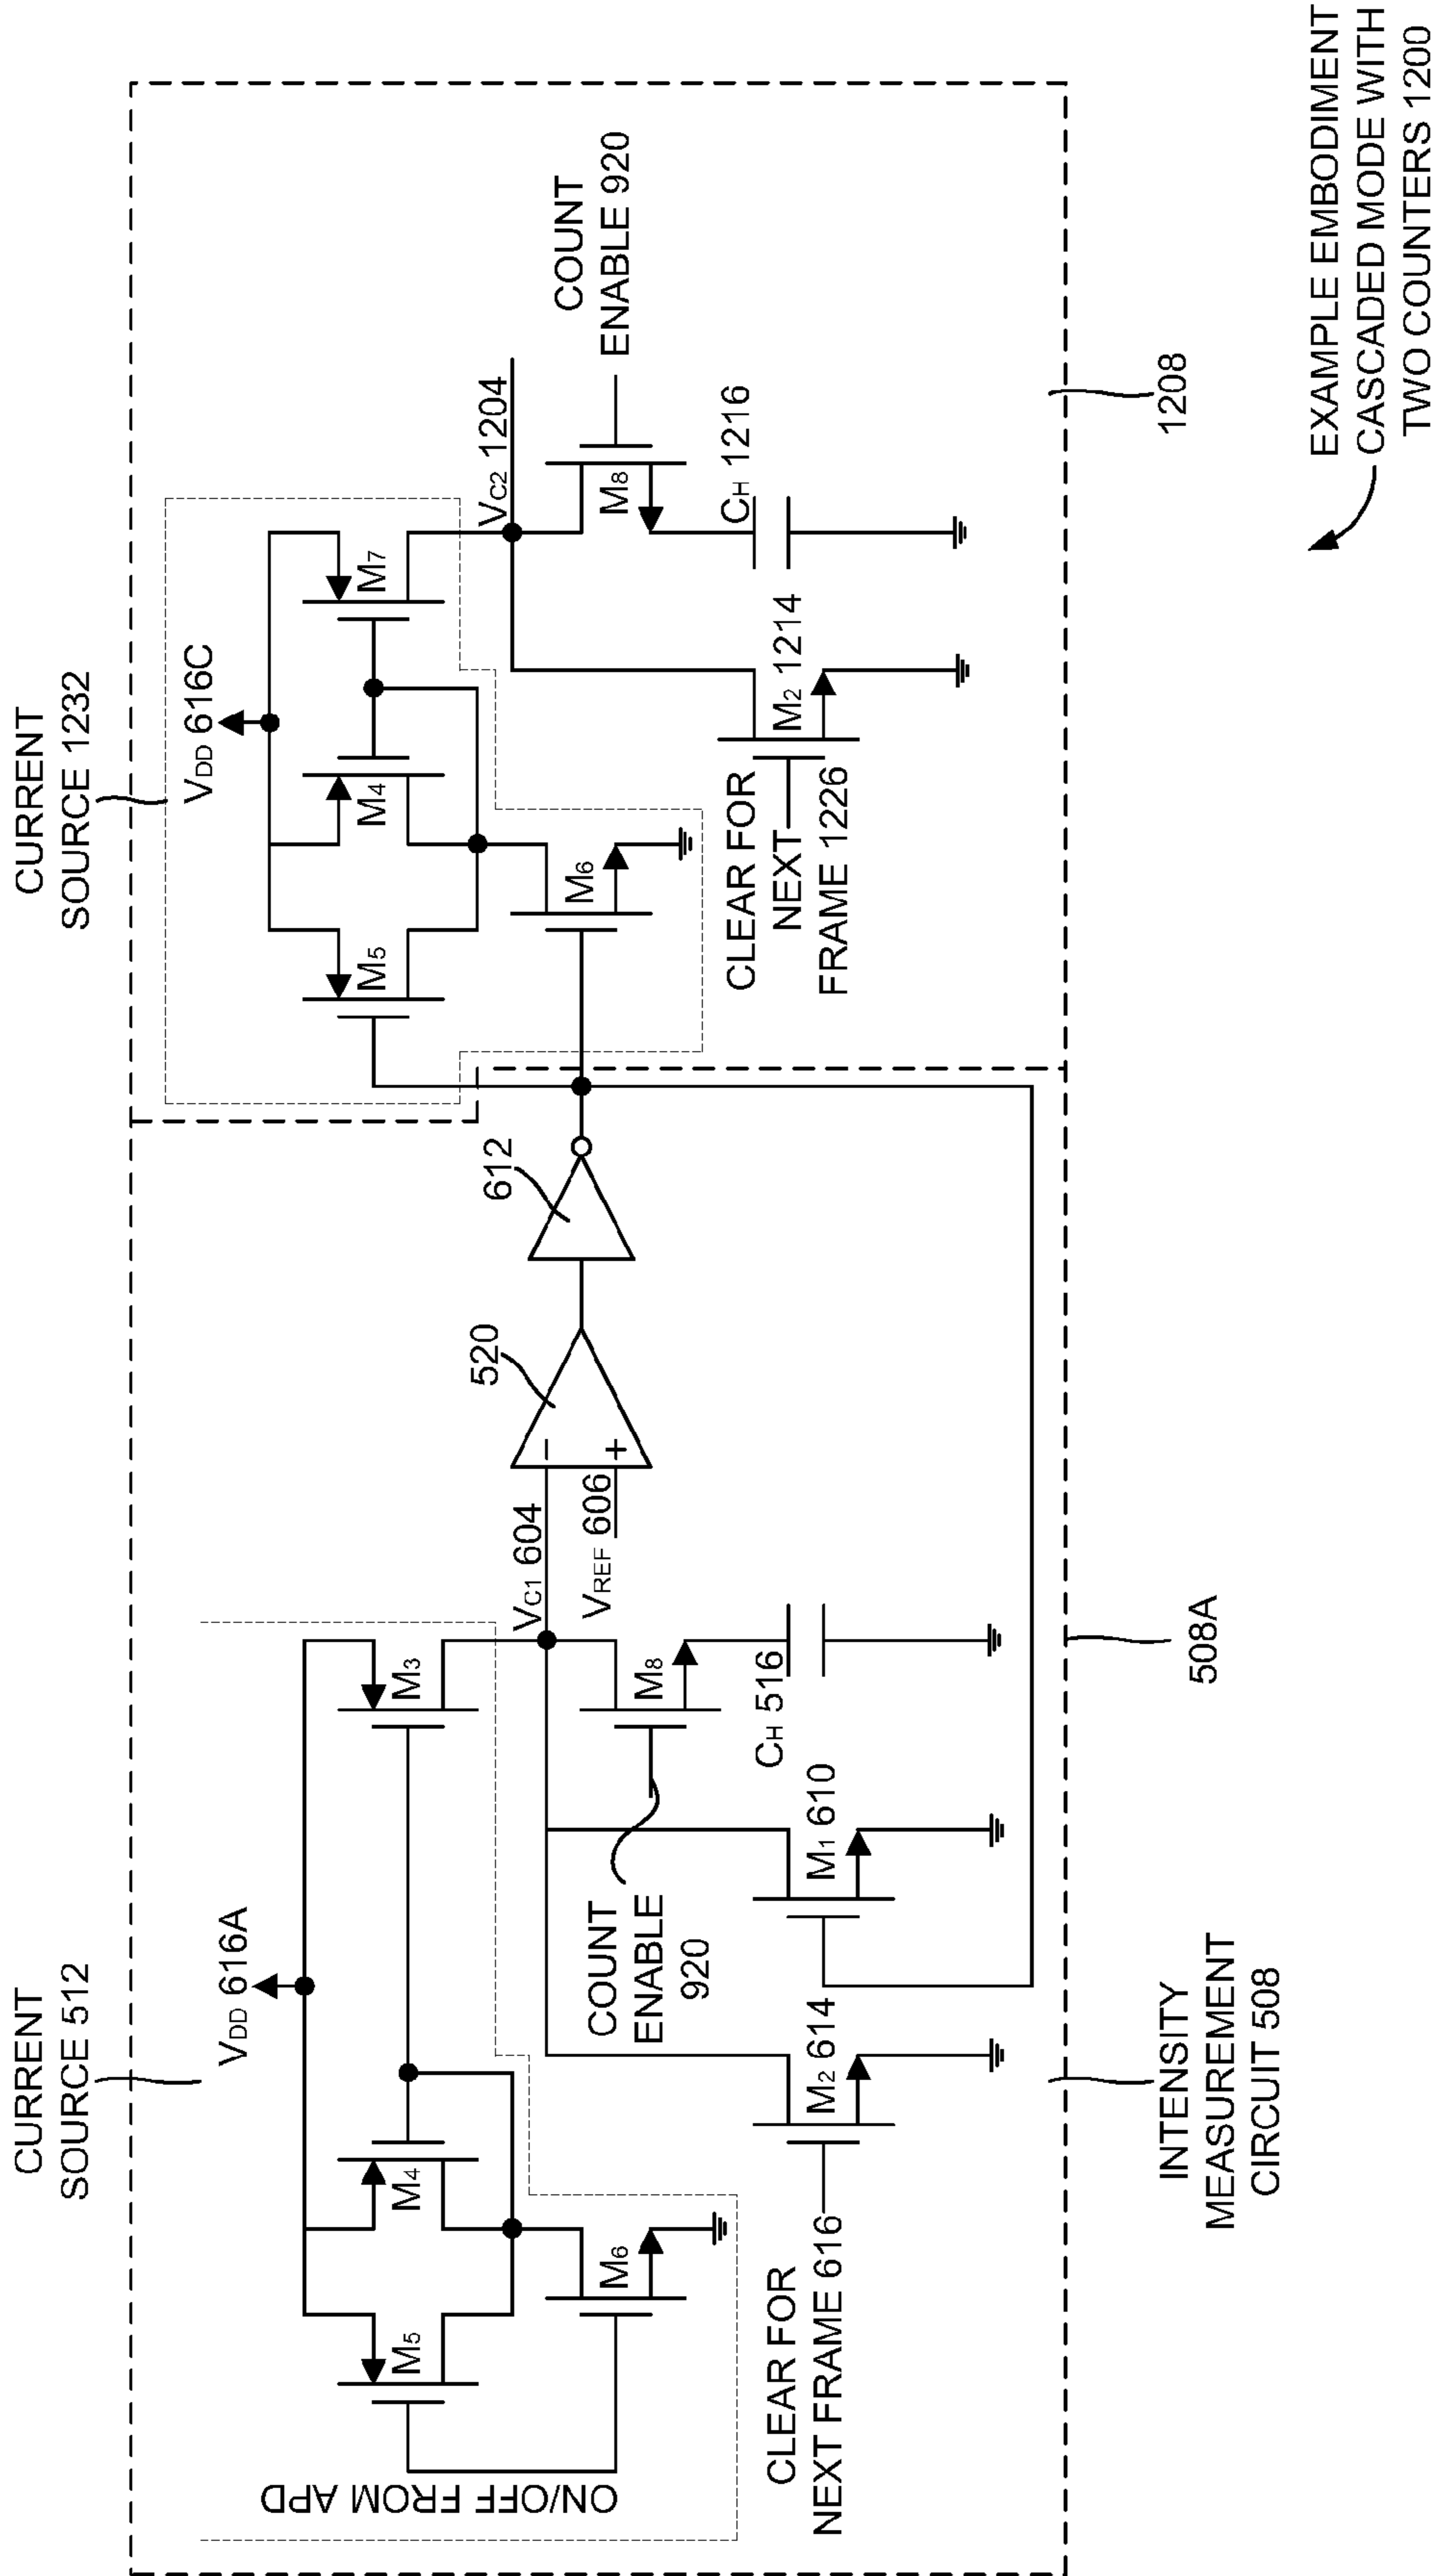 CURRENT
SOURCE 512
VDD 616A
ON/OFF FROM APD
M5
M4
M3
M6
CLEAR FOR
NEXT FRAME 616
M2 614
M1 610
COUNT
ENABLE
920
M8
CH 516
VC1 604
VREF 606
-
+
520
612
INTENSITY
MEASUREMENT
CIRCUIT 508
508A
CURRENT
SOURCE 1232
VDD 616C
M5
M4
M7
M6
VC2 1204
CLEAR FOR
NEXT
FRAME 1226
M2 1214
M8
CH 1216
COUNT
ENABLE 920
1208
EXAMPLE EMBODIMENT
CASCADED MODE WITH
TWO COUNTERS 1200